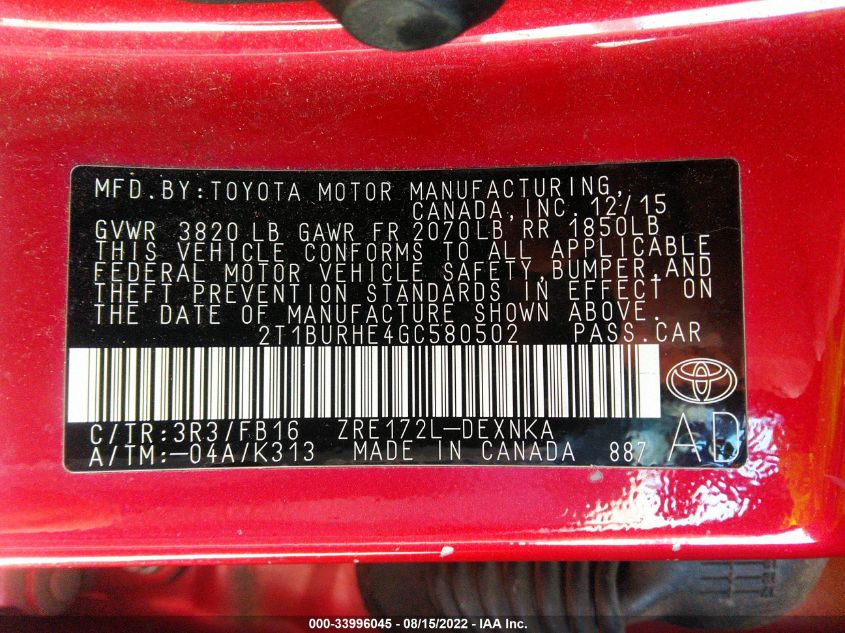 MFD.BY:TOYOTA MOTOR MANUFACTURING,
CANADA,INC. 12/15
GVWR 3820 LB GAWR FR 2070LB RR 1850LB
THIS VEHICLE CONFORMS TO ALL APPLICABLE
FEDERAL MOTOR VEHICLE SAFETY,BUMPER,AND
THEFT PREVENTION STANDARDS IN EFFECT ON
THE DATE OF MANUFACTURE SHOWN ABOVE.
2T1BURHE4GC580502 PASS.CAR
C/TR:3R3/FB16 ZRE172L-DEXNKA
A/TM:-04A/K313 MADE IN CANADA 887 AD
000-33996045 - 08/15/2022 - IAA Inc.